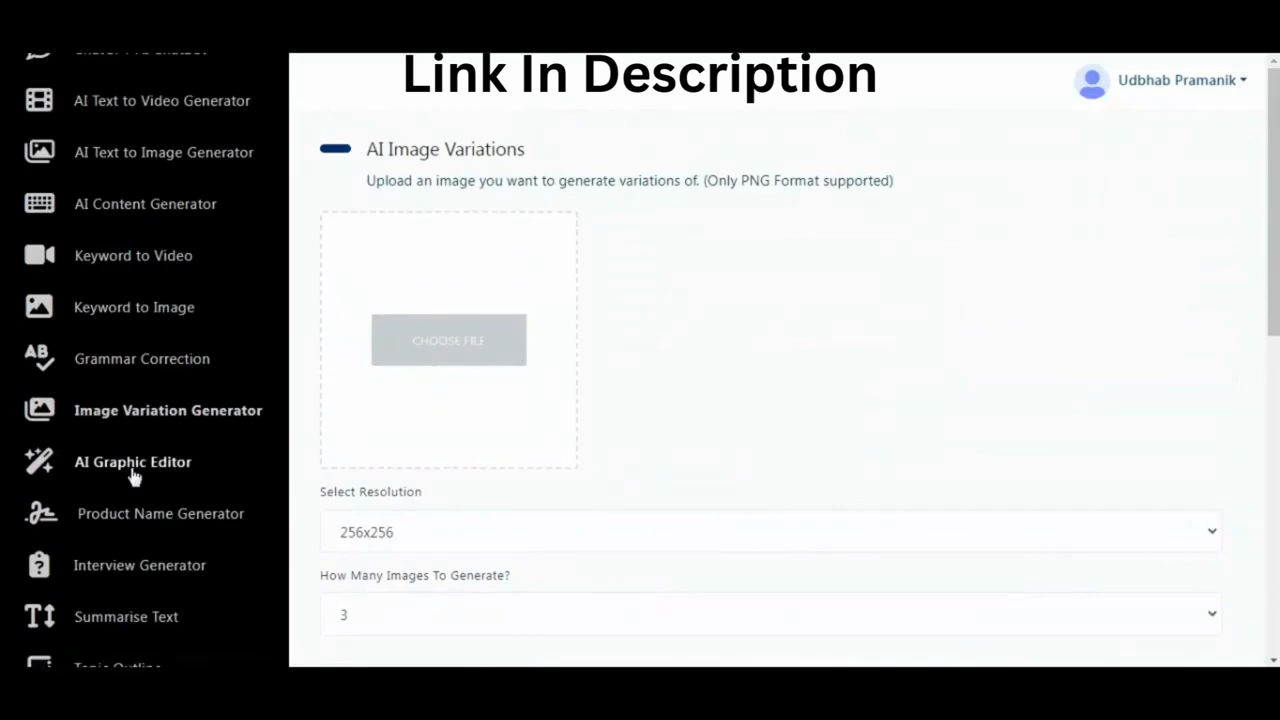 Link In Description
Udbhab Pramanik
AI Text to Video Generator
AI Text to Image Generator
AI Content Generator
Keyword to Video
Keyword to Image
Grammar Correction
Image Variation Generator
AI Graphic Editor
Product Name Generator
Interview Generator
Summarise Text
Topic Outline
AI Image Variations
Upload an image you want to generate variations of. (Only PNG Format supported)
CHOOSE FILE
Select Resolution
256x256
How Many Images To Generate?
3